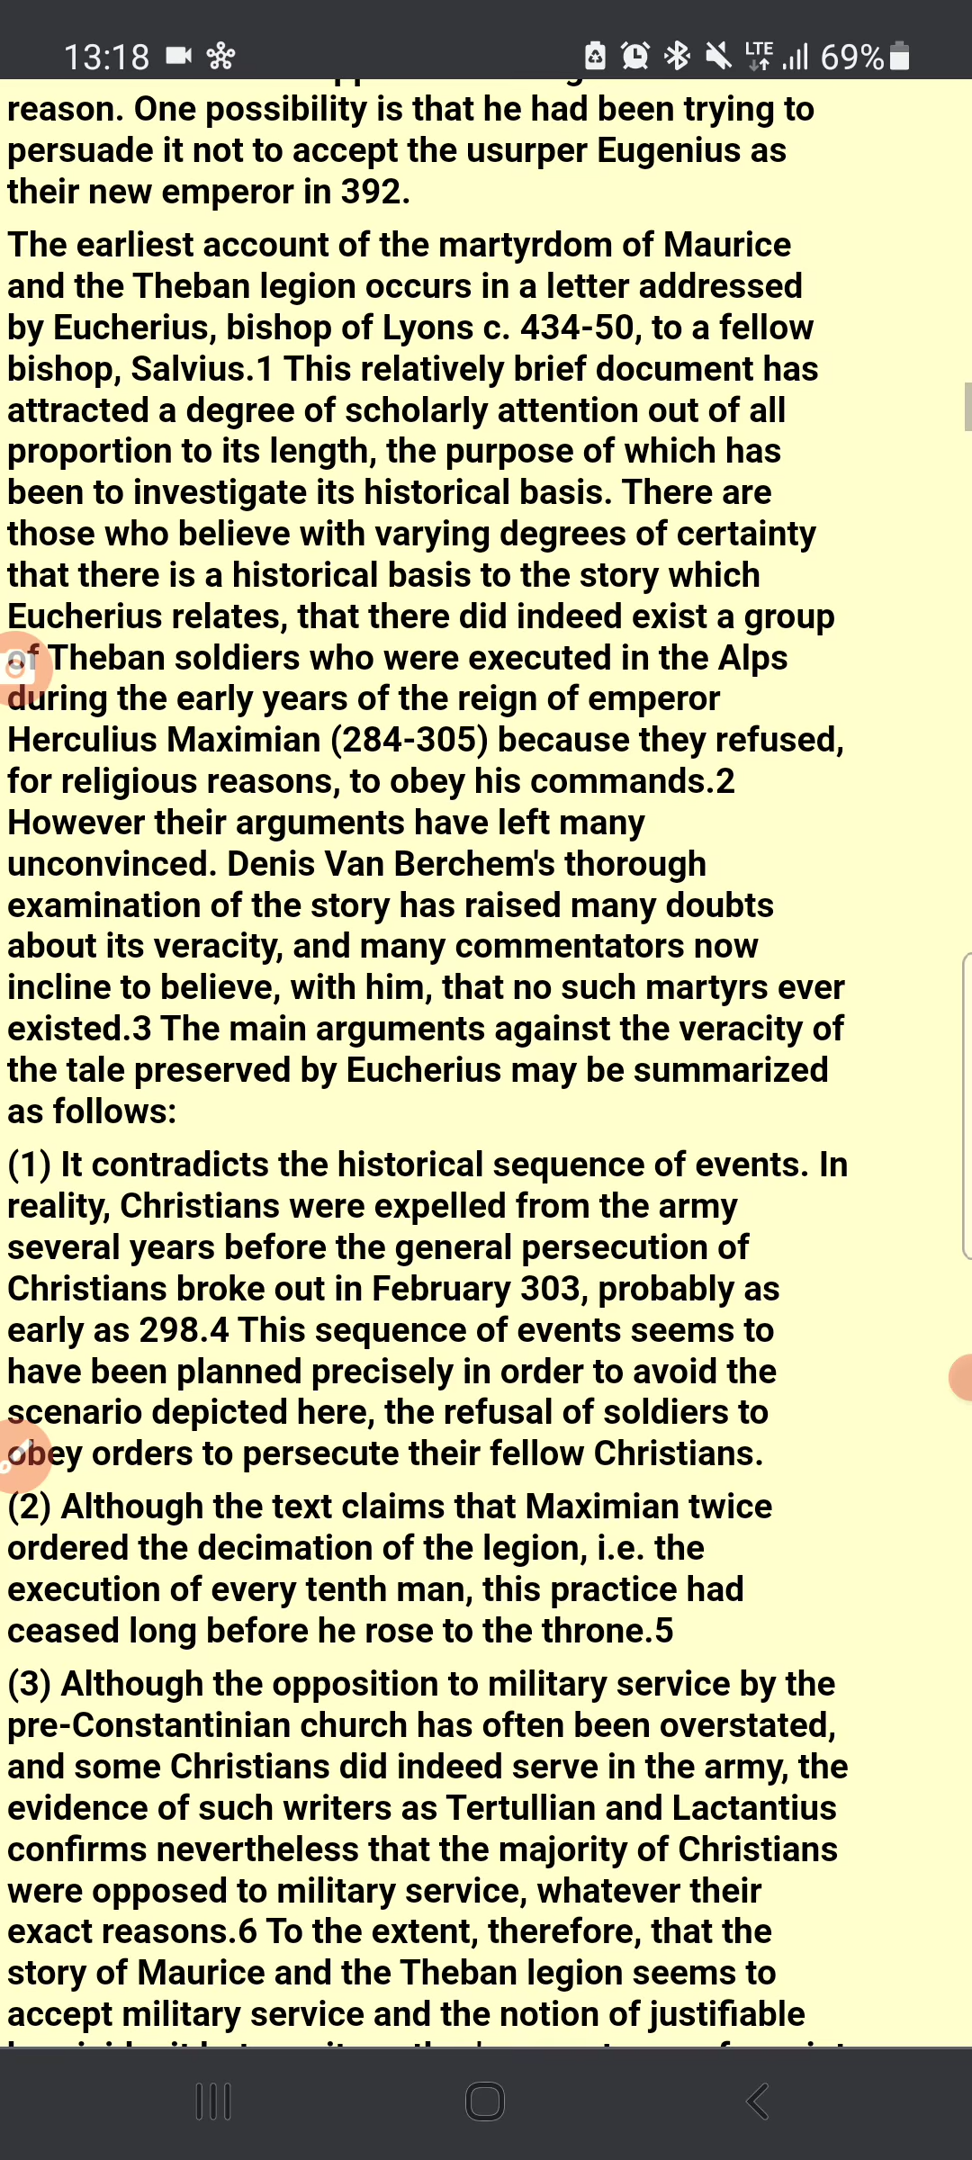 13:18 LTE 69%
reason. One possibility is that he had been trying to
persuade it not to accept the usurper Eugenius as
their new emperor in 392.
The earliest account of the martyrdom of Maurice
and the Theban legion occurs in a letter addressed
by Eucherius, bishop of Lyons c. 434-50, to a fellow
bishop, Salvius.1 This relatively brief document has
attracted a degree of scholarly attention out of all
proportion to its length, the purpose of which has
been to investigate its historical basis. There are
those who believe with varying degrees of certainty
that there is a historical basis to the story which
Eucherius relates, that there did indeed exist a group
of Theban soldiers who were executed in the Alps
during the early years of the reign of emperor
Herculius Maximian (284-305) because they refused,
for religious reasons, to obey his commands.2
However their arguments have left many
unconvinced. Denis Van Berchem's thorough
examination of the story has raised many doubts
about its veracity, and many commentators now
incline to believe, with him, that no such martyrs ever
existed.3 The main arguments against the veracity of
the tale preserved by Eucherius may be summarized
as follows:
(1) It contradicts the historical sequence of events. In
reality, Christians were expelled from the army
several years before the general persecution of
Christians broke out in February 303, probably as
early as 298.4 This sequence of events seems to
have been planned precisely in order to avoid the
scenario depicted here, the refusal of soldiers to
obey orders to persecute their fellow Christians.
(2) Although the text claims that Maximian twice
ordered the decimation of the legion, i.e. the
execution of every tenth man, this practice had
ceased long before he rose to the throne.5
(3) Although the opposition to military service by the
pre-Constantinian church has often been overstated,
and some Christians did indeed serve in the army, the
evidence of such writers as Tertullian and Lactantius
confirms nevertheless that the majority of Christians
were opposed to military service, whatever their
exact reasons.6 To the extent, therefore, that the
story of Maurice and the Theban legion seems to
accept military service and the notion of justifiable